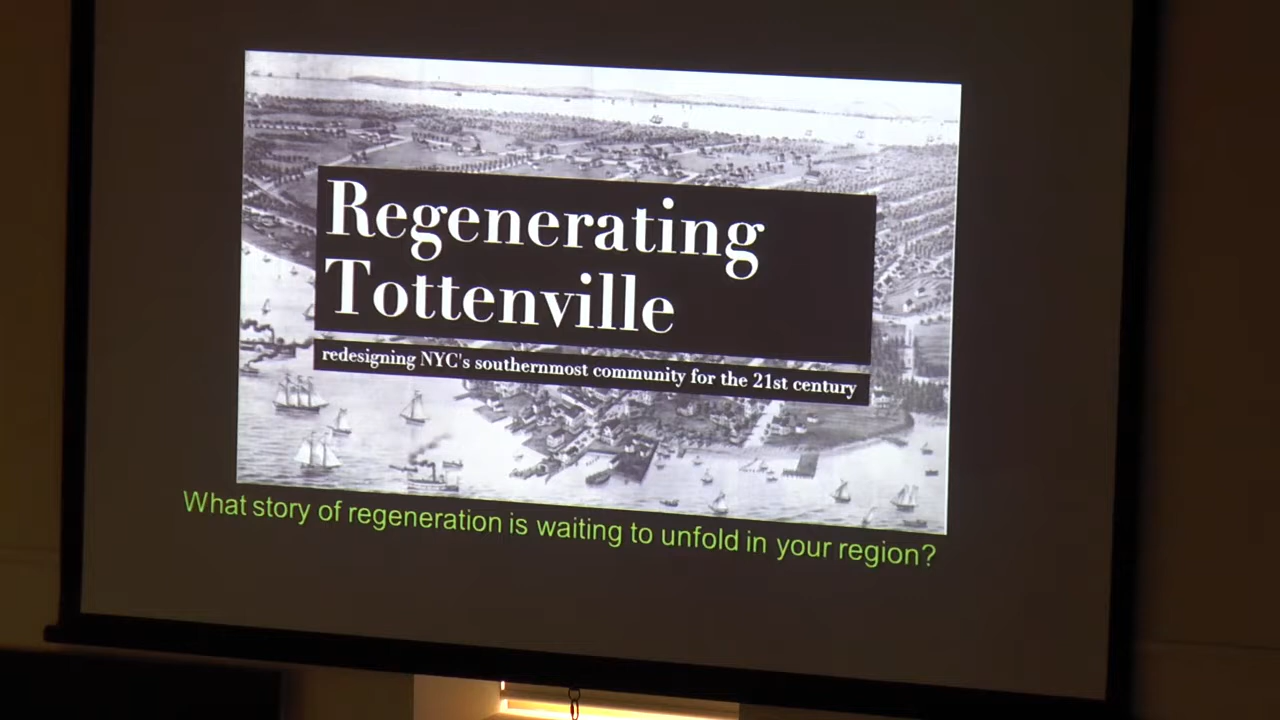 Regenerating
Tottenville
redesigning NYC's southernmost community for the 21st century
What story of regeneration is waiting to unfold in your region?